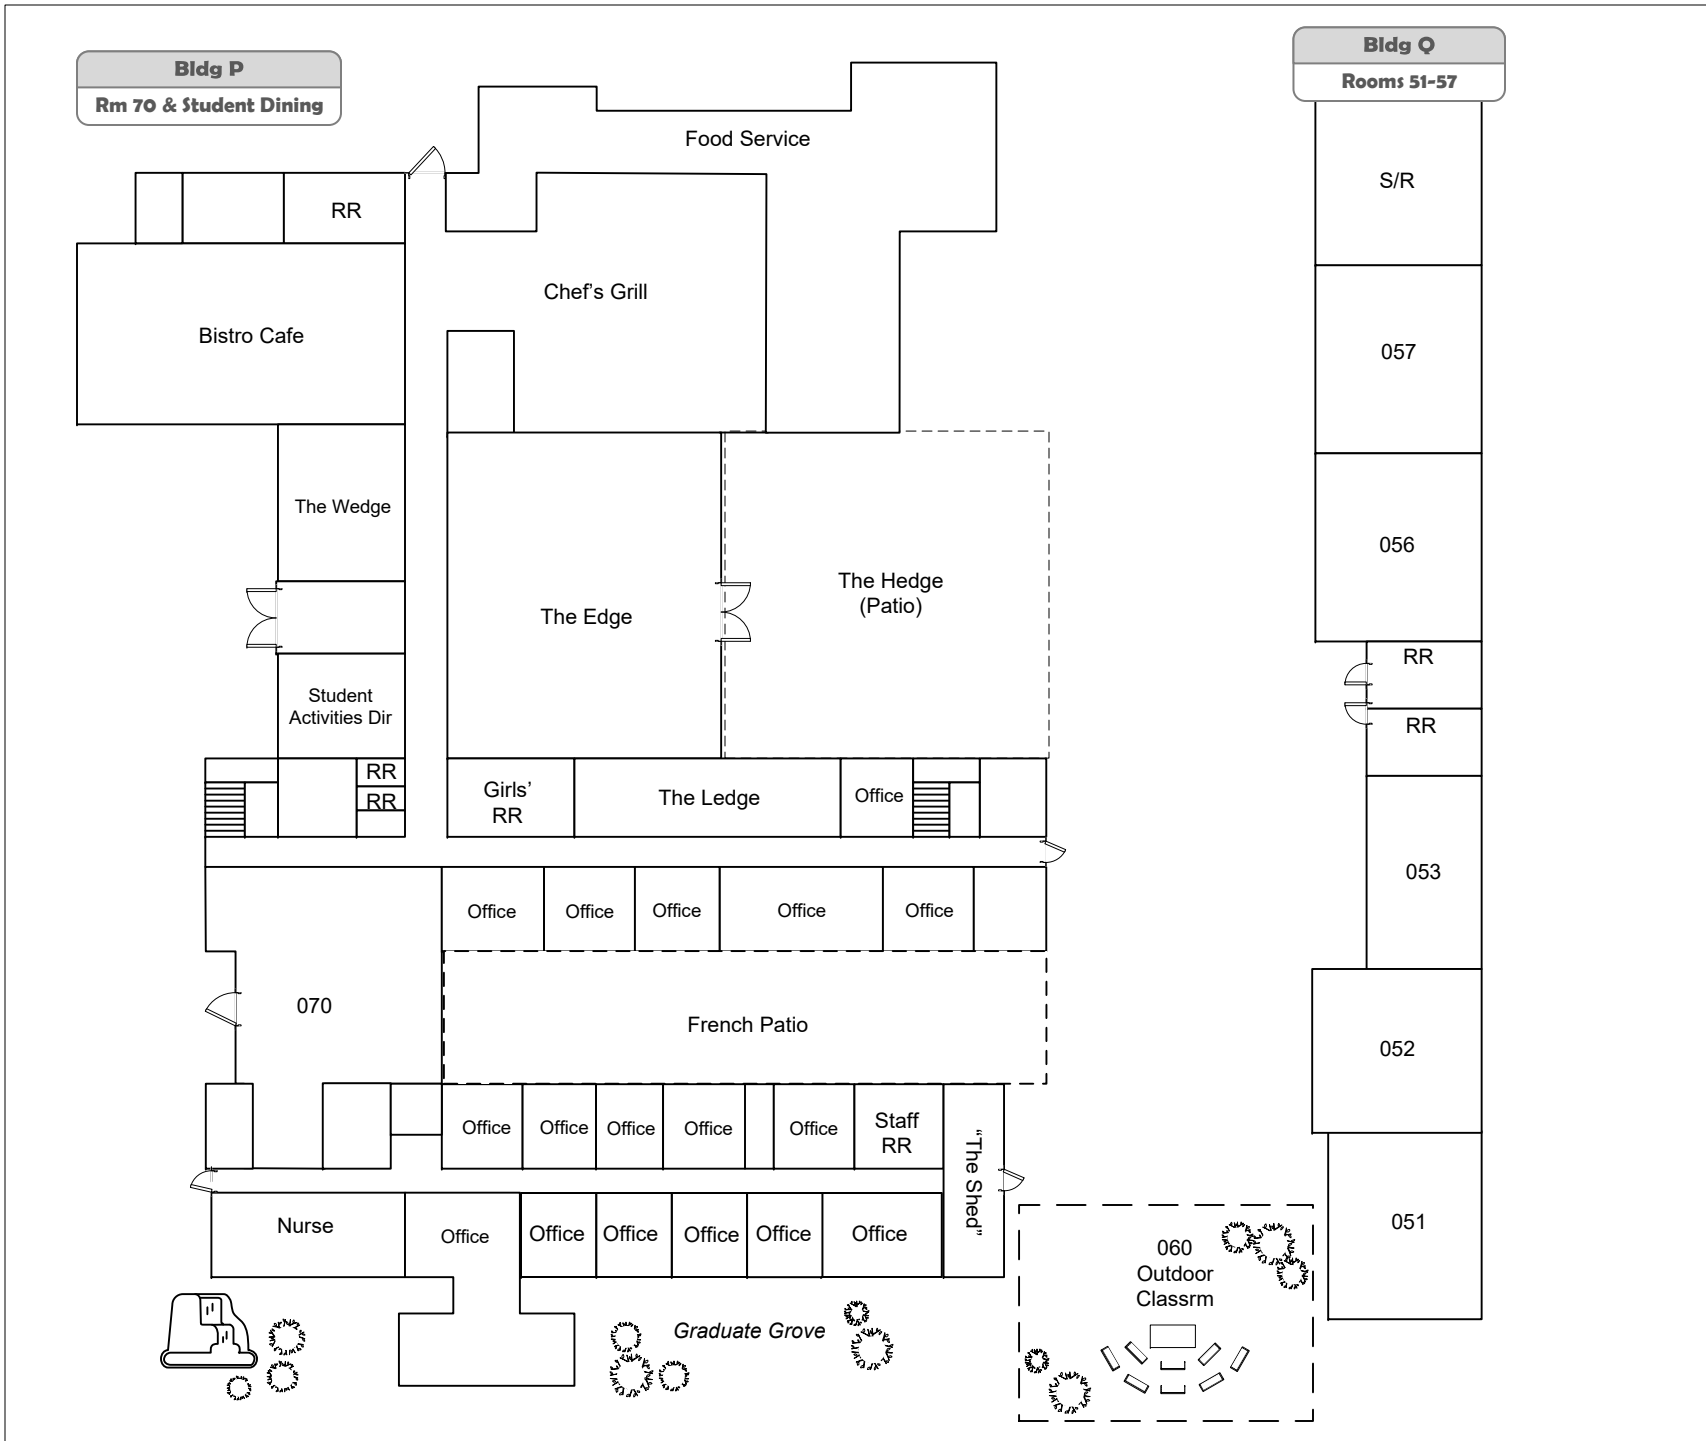 Bldg P
Rm 70 & Student Dining
Bldg Q
Rooms 51-57
Food Service
S/R
RR
Chef’s Grill
Bistro Cafe
057
The Wedge
056
The Hedge
(Patio)
The Edge
RR
Student
Activities Dir
RR
RR
RR
Girls’
RR
The Ledge
Office
053
Office
Office
Office
Office
Office
070
French Patio
052
Office
Office
Office
Office
Office
Staff
RR
“The Shed”
Nurse
Office
Office
Office
Office
Office
Office
051
060
Outdoor
Classrm
Graduate Grove